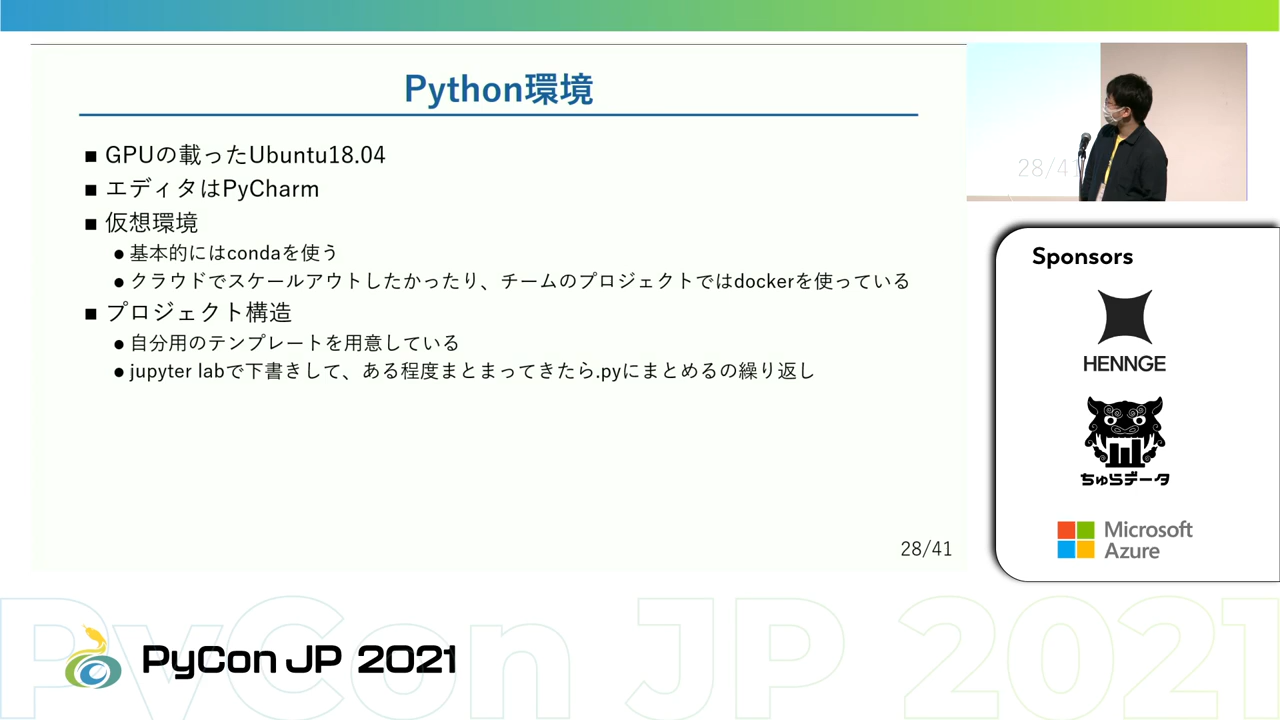 Python環境
■ GPUの載ったUbuntu18.04
■ エディタはPyCharm
■ 仮想環境
● 基本的にはcondaを使う
● クラウドでスケールアウトしたかったり、チームのプロジェクトではdockerを使っている
■ プロジェクト構造
● 自分用のテンプレートを用意している
● jupyter labで下書きして、ある程度まとまってきたら.pyにまとめるの繰り返し
28/41
28/41
Sponsors
HENNGE
ちゅらデータ
Microsoft
Azure
PyCon JP 2021
PyCon JP 2021